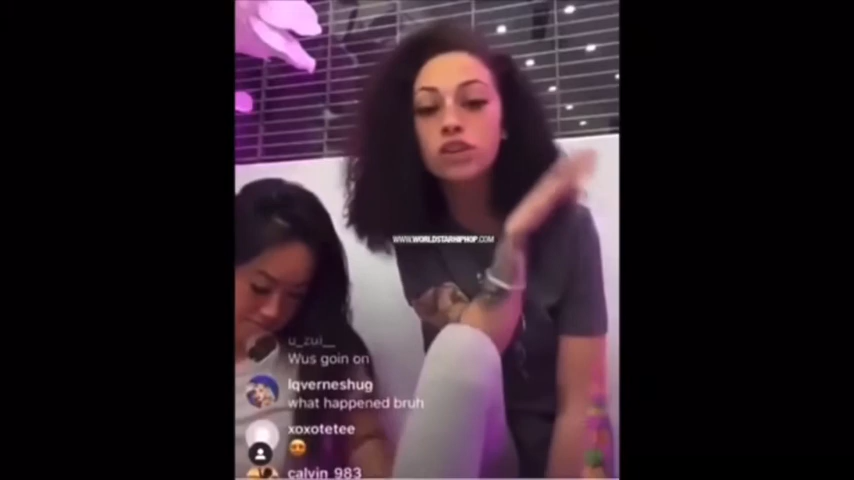 WWW.WORLDSTARHIPHOP.COM
u_zui__
Wus goin on
lqverneshug
what happened bruh
xoxotetee
😍
calvin_983